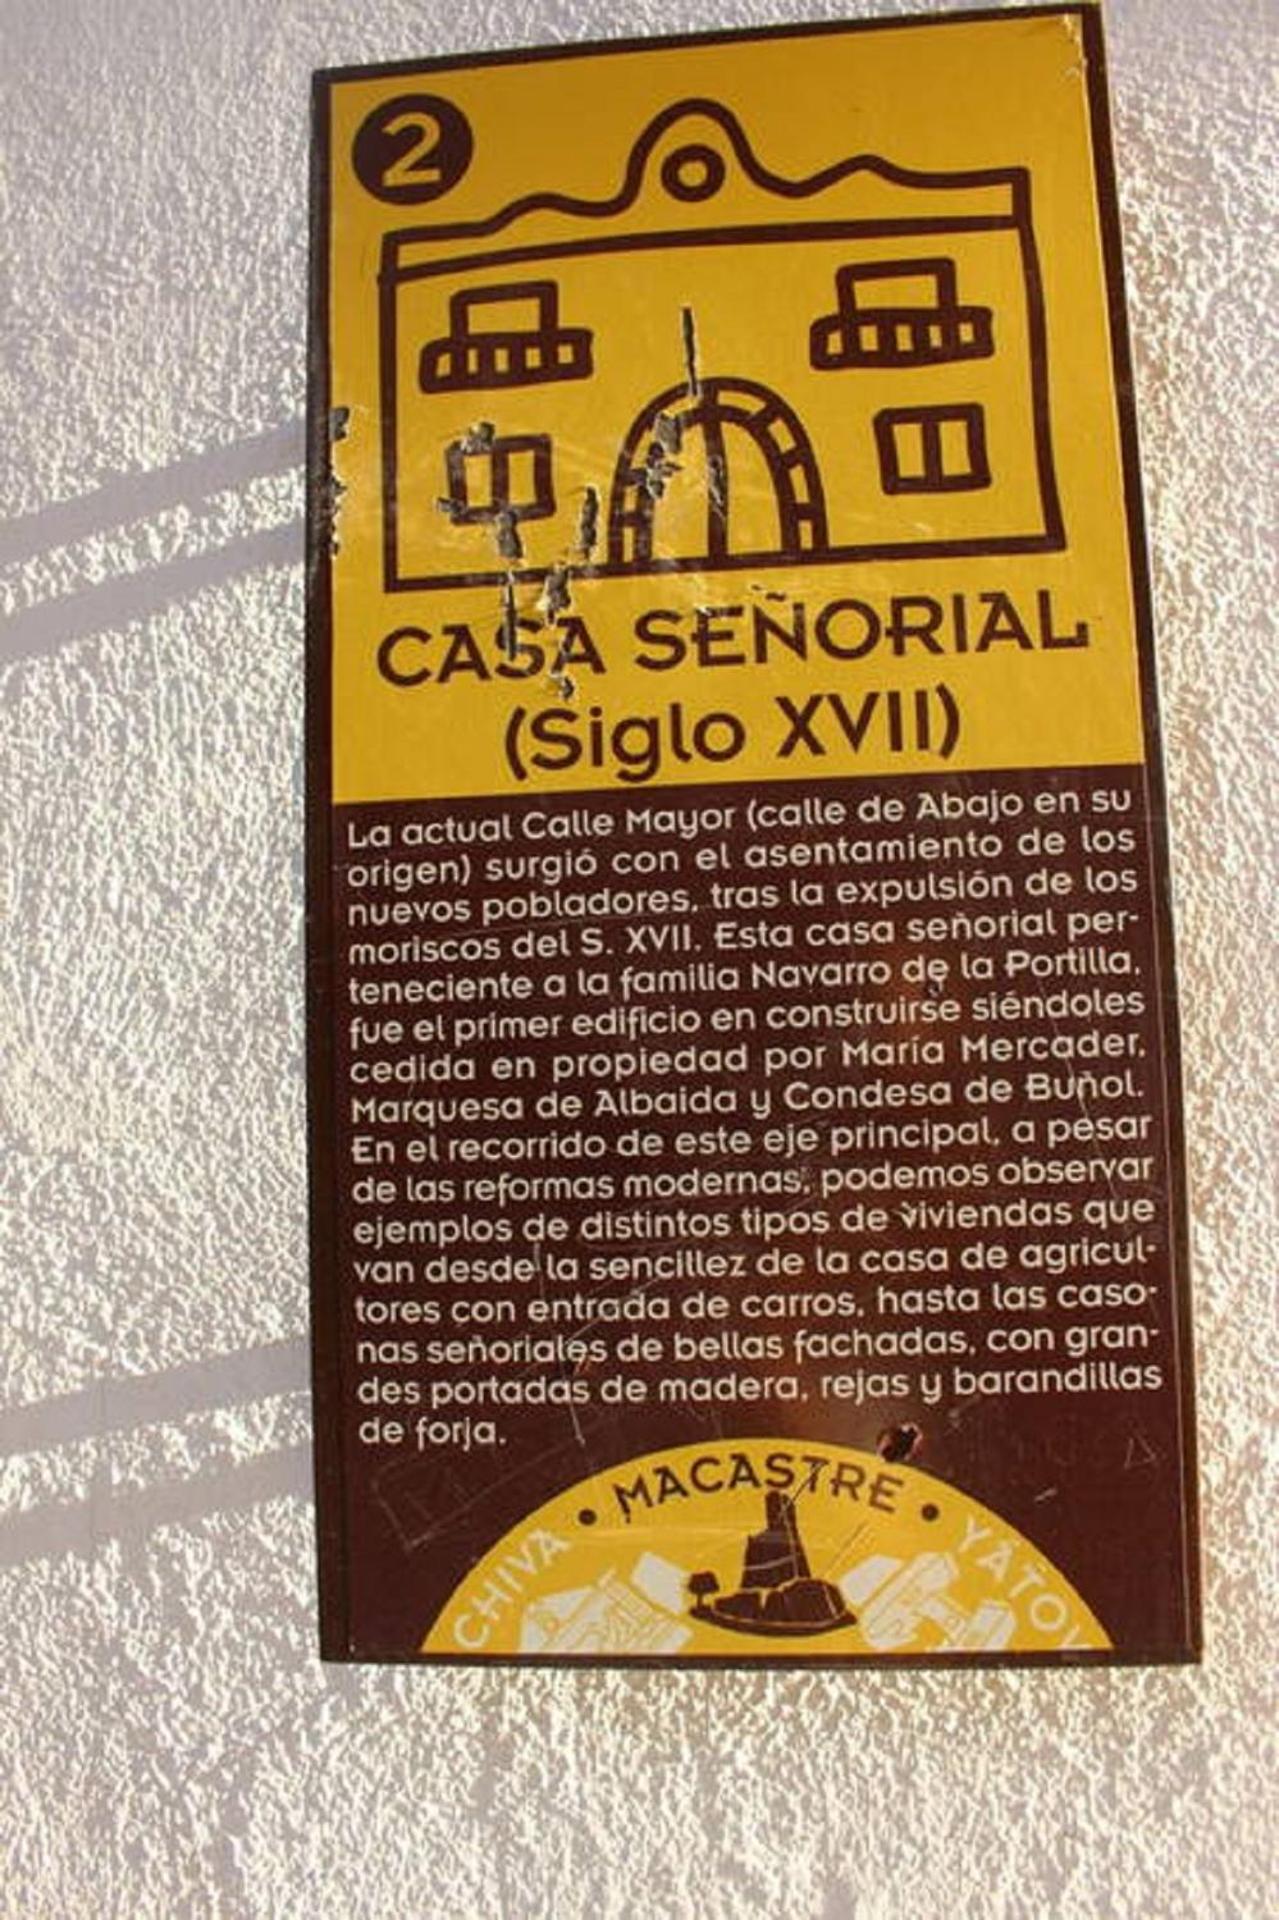 2
CASA SEÑORIAL
(Siglo XVII)
La actual Calle Mayor (calle de Abajo en su
origen) surgió con el asentamiento de los
nuevos pobladores, tras la expulsión de los
moriscos del S. XVII. Esta casa señorial per-
teneciente a la familia Navarro de la Portilla,
fue el primer edificio en construirse siéndoles
cedida en propiedad por María Mercader,
Marquesa de Albaida y Condesa de Buñol.
En el recorrido de este eje principal, a pesar
de las reformas modernas, podemos observar
ejemplos de distintos tipos de viviendas que
van desde la sencillez de la casa de agricul-
tores con entrada de carros, hasta las caso-
nas señoriales de bellas fachadas, con gran-
des portadas de madera, rejas y barandillas
de forja.
CHIVA • MACASTRE • YÁTOV